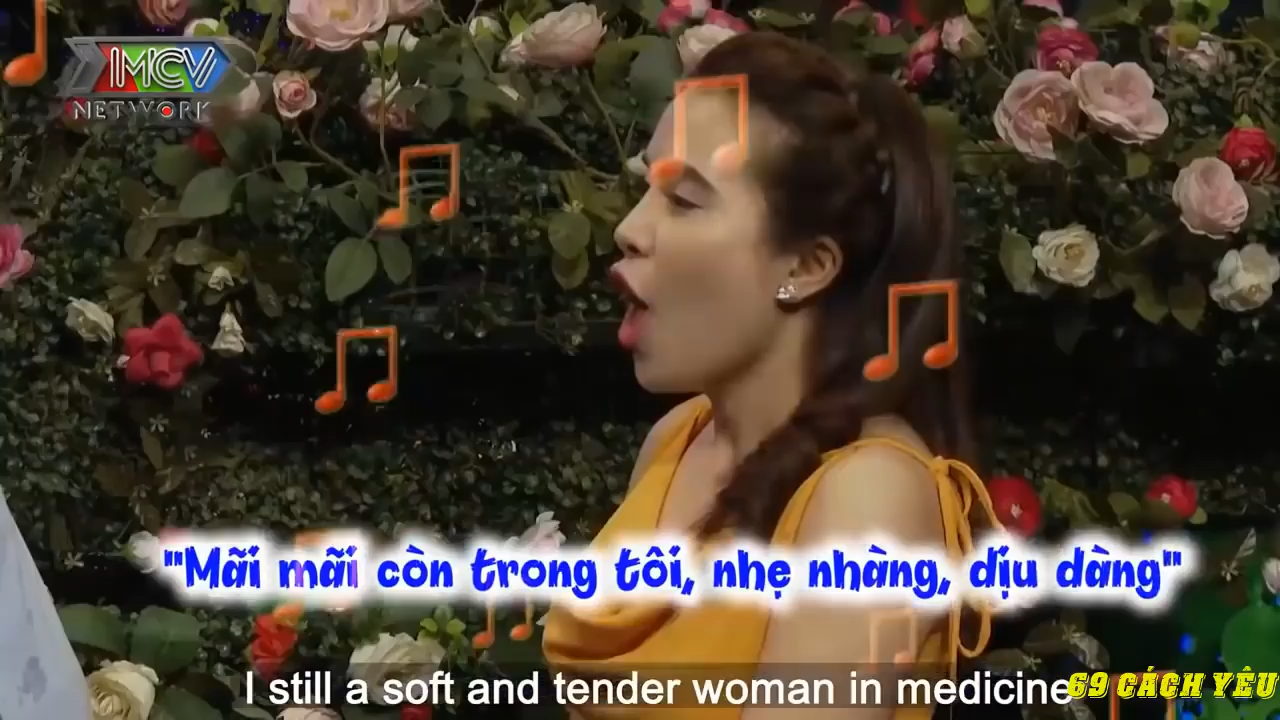 MCV
NETWORK
"Mãi mãi còn trong tôi, nhẹ nhàng, dịu dàng"
I still a soft and tender woman in medicine
69 CÁCH YÊU